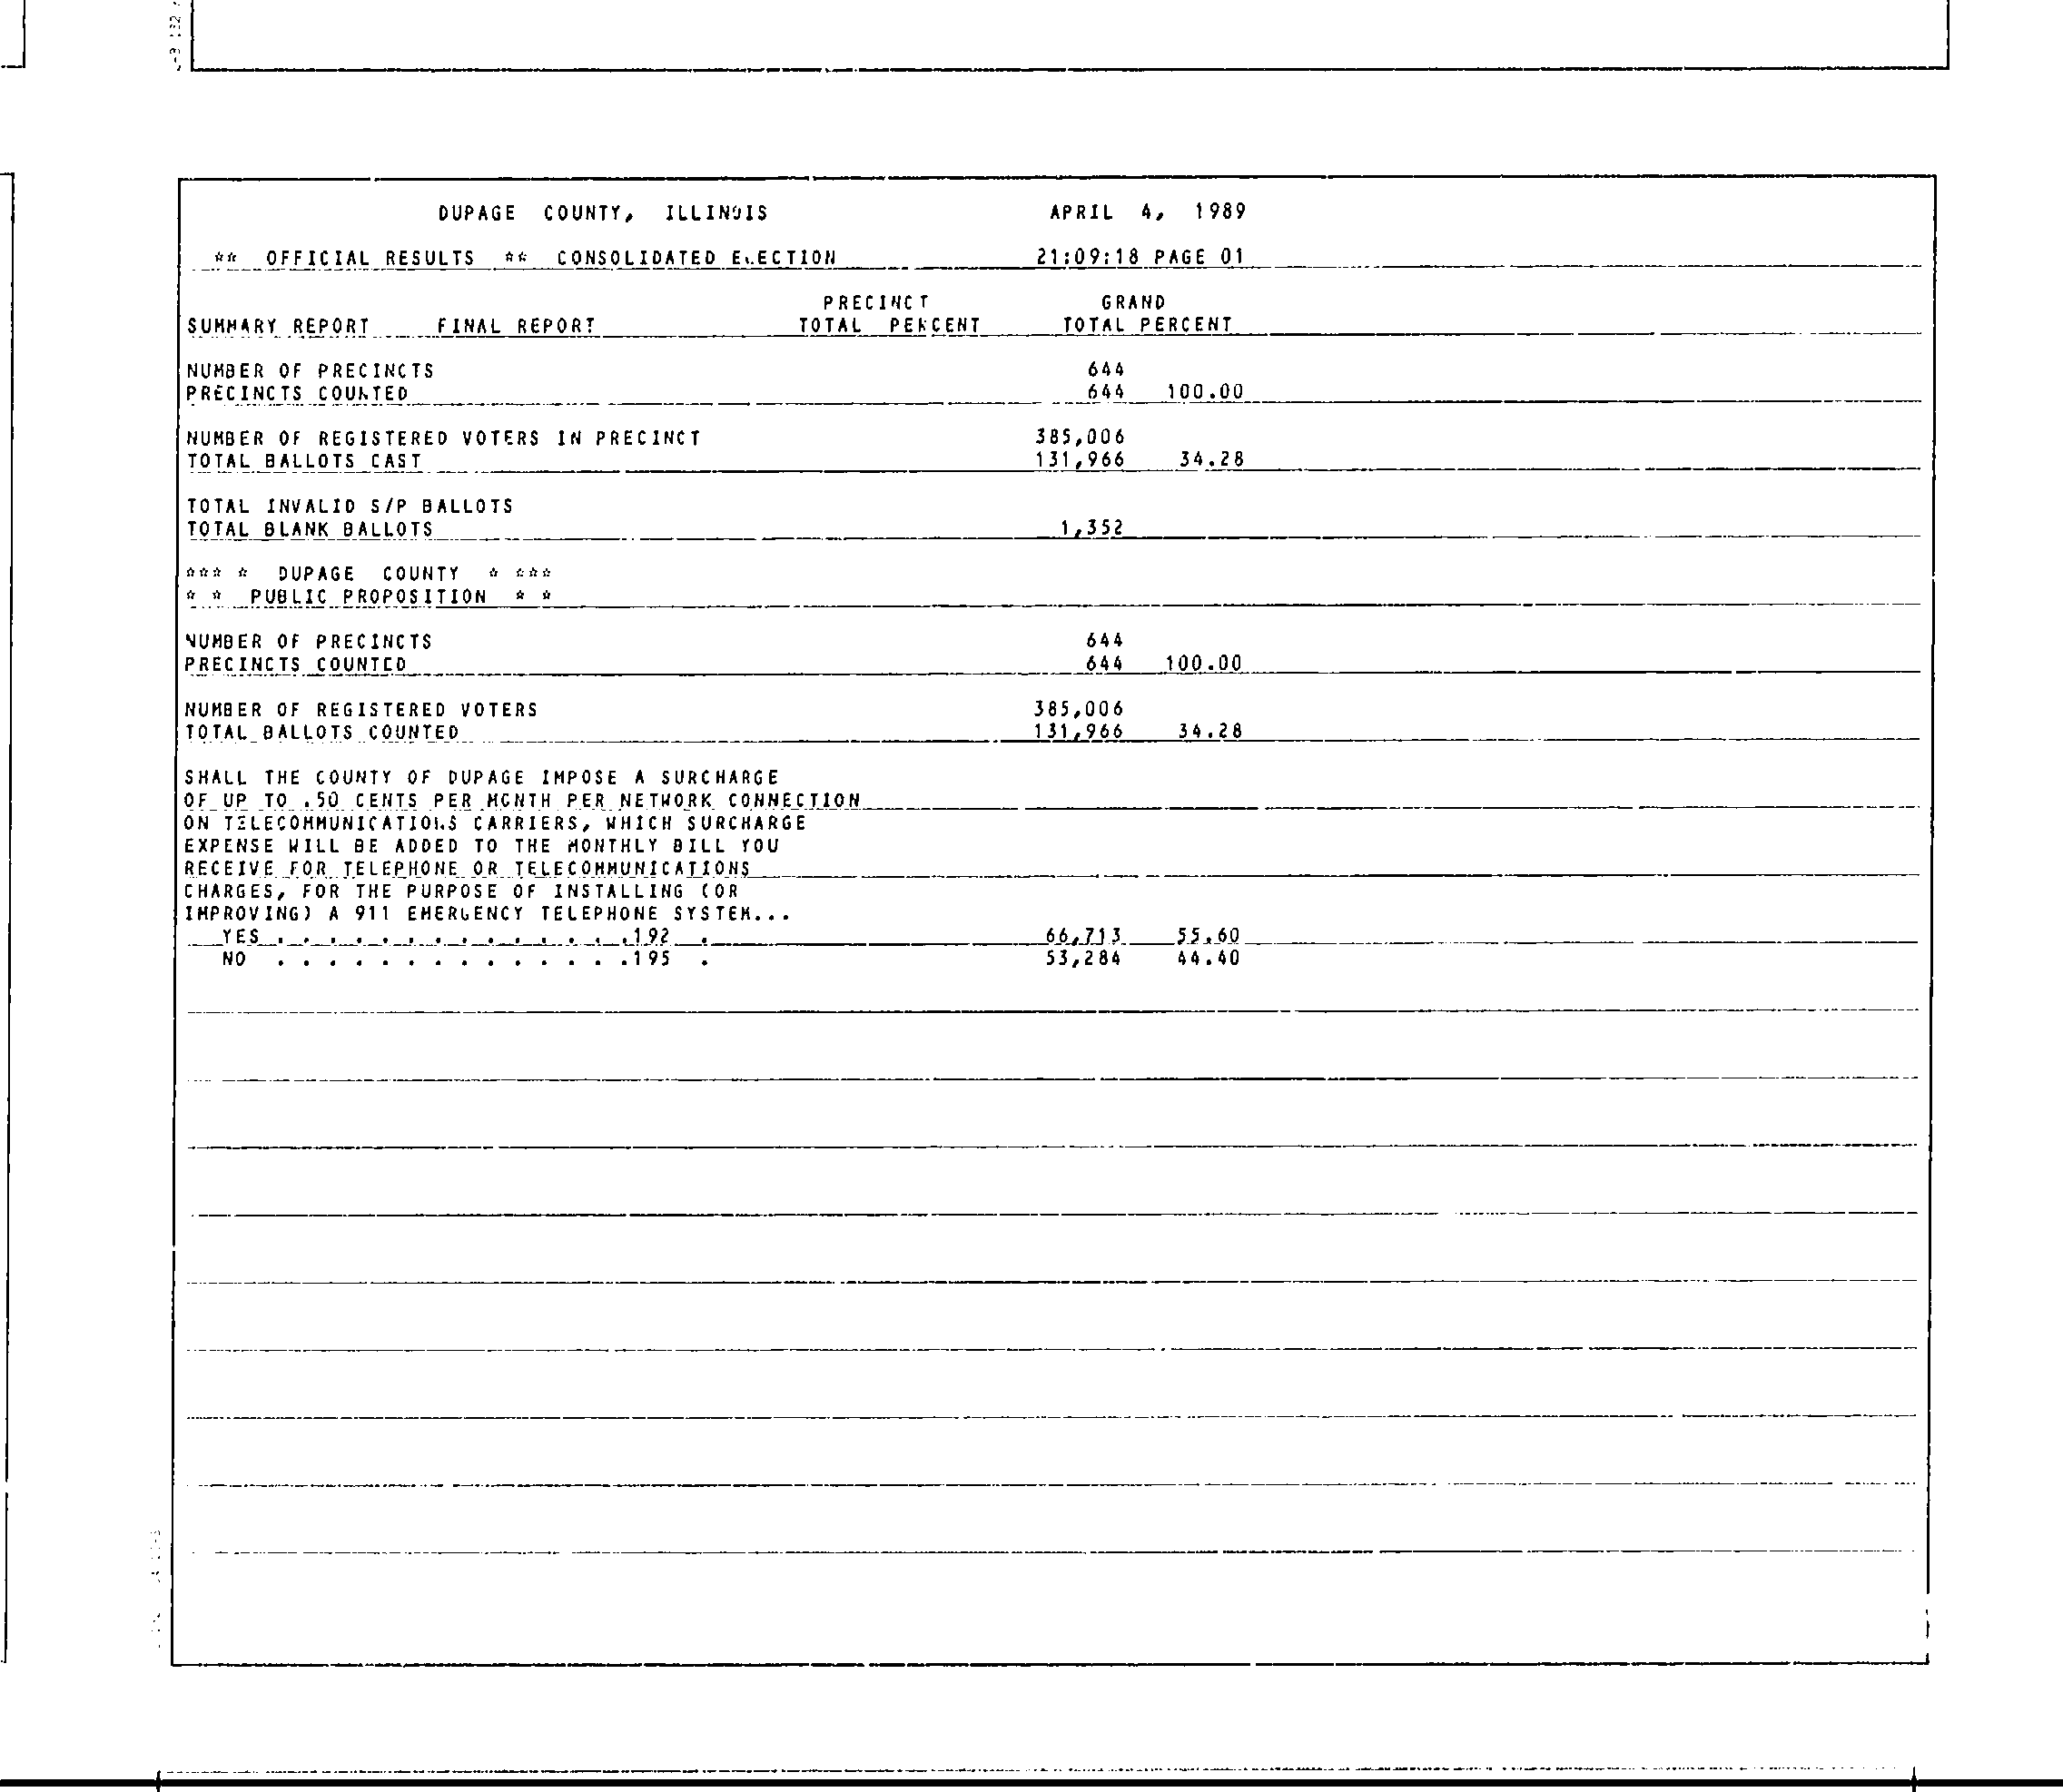 DUPAGE COUNTY, ILLINOIS APRIL 4, 1989
** OFFICIAL RESULTS ** CONSOLIDATED ELECTION 21:09:18 PAGE 01
PRECINCT GRAND
SUMMARY REPORT FINAL REPORT TOTAL PERCENT TOTAL PERCENT
NUMBER OF PRECINCTS 644
PRECINCTS COUNTED 644 100.00
NUMBER OF REGISTERED VOTERS IN PRECINCT 385,006
TOTAL BALLOTS CAST 131,966 34.28
TOTAL INVALID S/P BALLOTS
TOTAL BLANK BALLOTS 1,352
*** * DUPAGE COUNTY * ***
* * PUBLIC PROPOSITION * *
NUMBER OF PRECINCTS 644
PRECINCTS COUNTED 644 100.00
NUMBER OF REGISTERED VOTERS 385,006
TOTAL BALLOTS COUNTED 131,966 34.28
SHALL THE COUNTY OF DUPAGE IMPOSE A SURCHARGE
OF UP TO .50 CENTS PER MONTH PER NETWORK CONNECTION
ON TELECOMMUNICATIONS CARRIERS, WHICH SURCHARGE
EXPENSE WILL BE ADDED TO THE MONTHLY BILL YOU
RECEIVE FOR TELEPHONE OR TELECOMMUNICATIONS
CHARGES, FOR THE PURPOSE OF INSTALLING (OR
IMPROVING) A 911 EMERGENCY TELEPHONE SYSTEM...
YES . . . . . . . . . . . . . .192 . 66,713 55.60
NO . . . . . . . . . . . . . .195 . 53,284 44.40